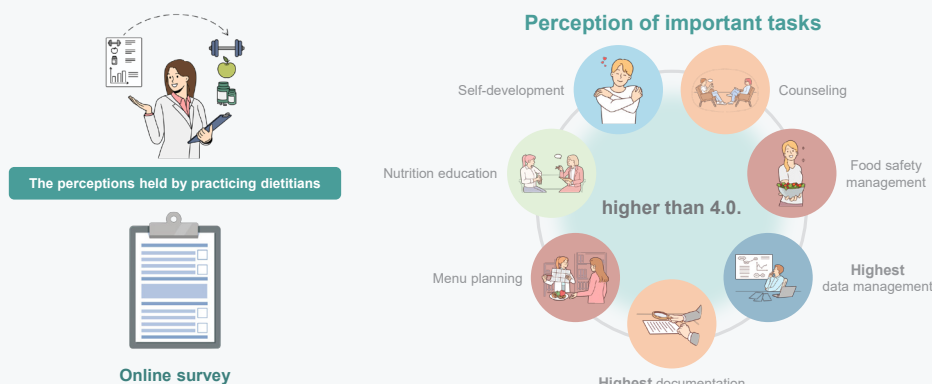 Perception of important tasks
Self-development
Counseling
The perceptions held by practicing dietitians
Nutrition education
Food safety
management
higher than 4.0.
Menu planning
Highest
data management
Online survey
Highest documentation